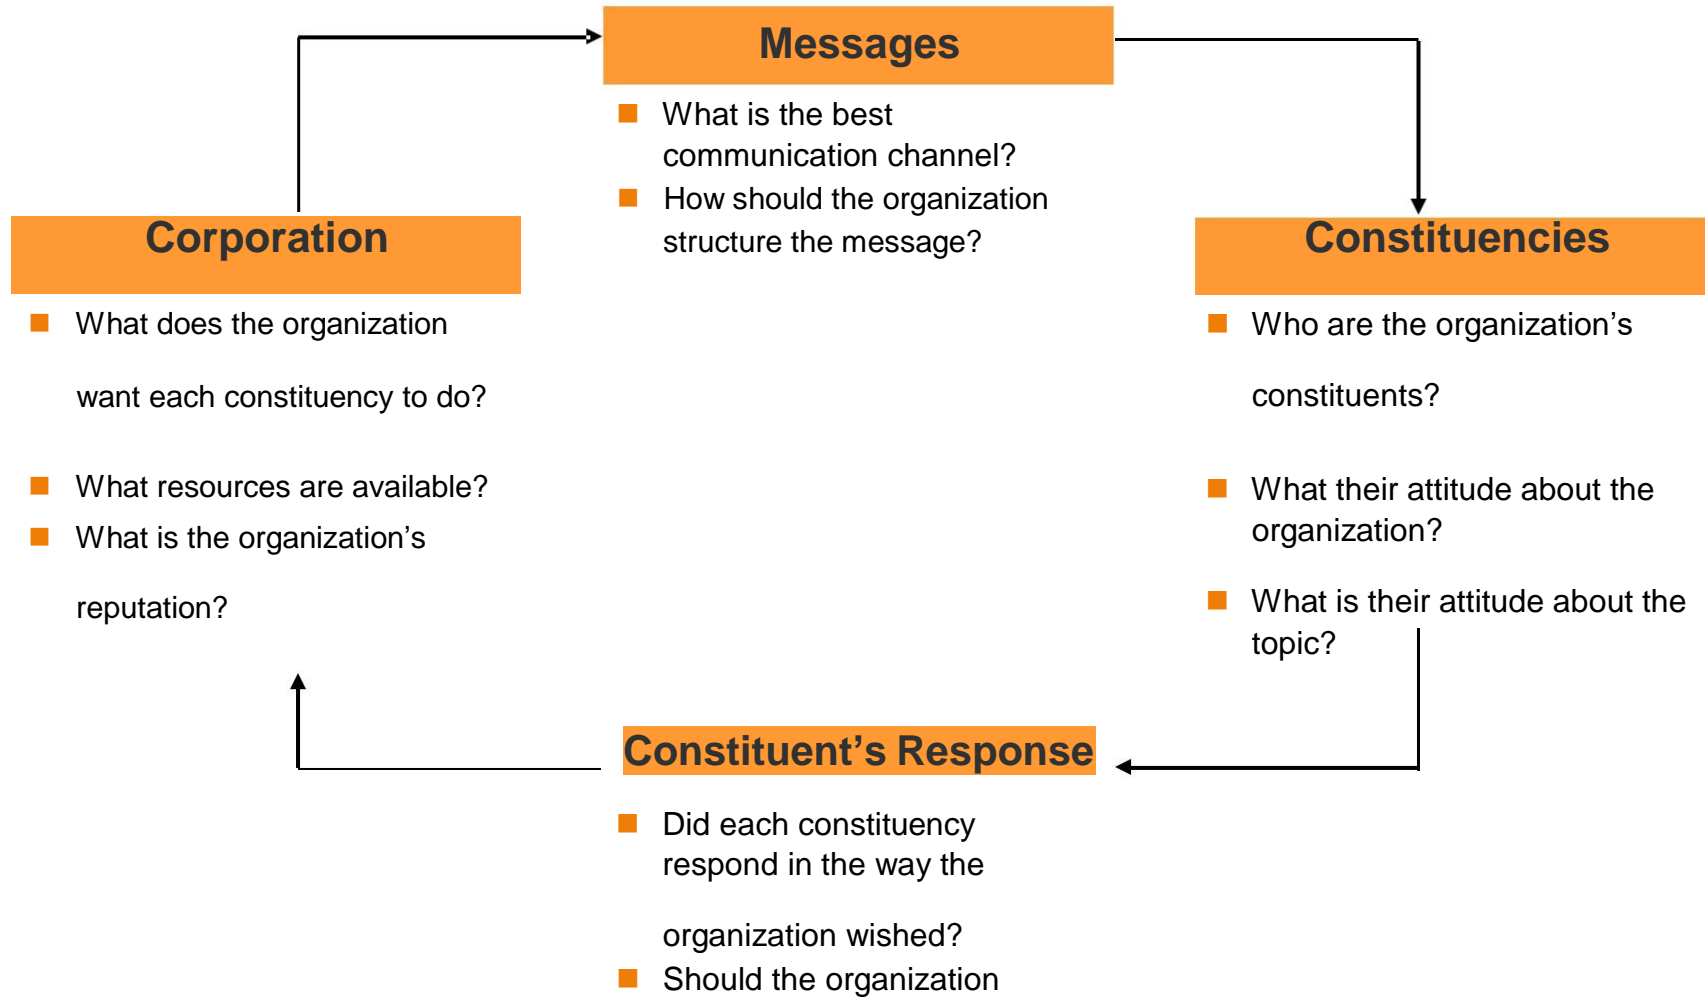 Messages
What is the best
communication channel?
How should the organization
structure the message?
Corporation
What does the organization
want each constituency to do?
What resources are available?
What is the organization’s
reputation?
Constituencies
Who are the organization’s
constituents?
What their attitude about the
organization?
What is their attitude about the
topic?
Constituent’s Response
Did each constituency
respond in the way the
organization wished?
Should the organization